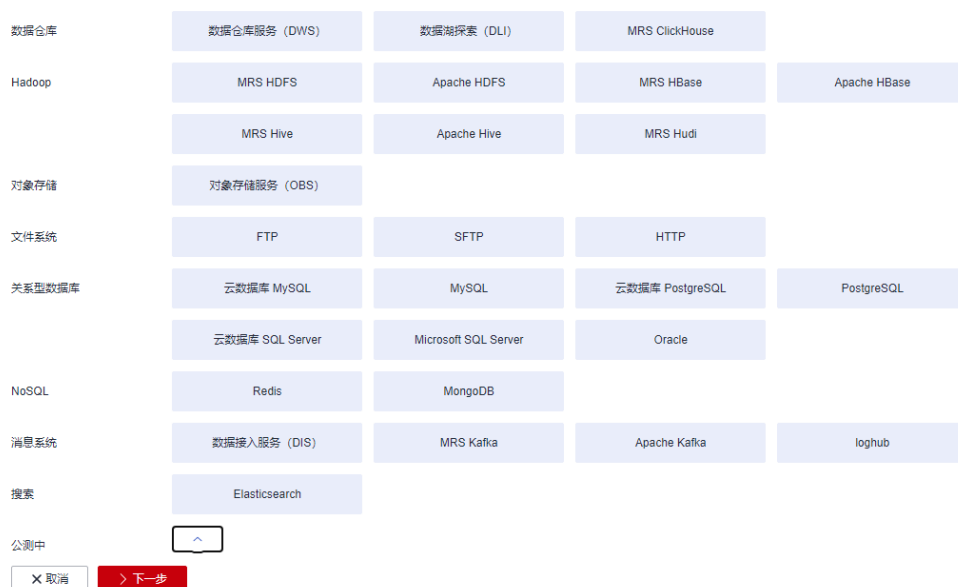 数据仓库 数据仓库服务（DWS） 数据湖探索（DLI） MRS ClickHouse
Hadoop MRS HDFS Apache HDFS MRS HBase Apache HBase
MRS Hive Apache Hive MRS Hudi
对象存储 对象存储服务（OBS）
文件系统 FTP SFTP HTTP
关系型数据库 云数据库 MySQL MySQL 云数据库 PostgreSQL PostgreSQL
云数据库 SQL Server Microsoft SQL Server Oracle
NoSQL Redis MongoDB
消息系统 数据接入服务（DIS） MRS Kafka Apache Kafka loghub
搜索 Elasticsearch
公测中
取消 下一步